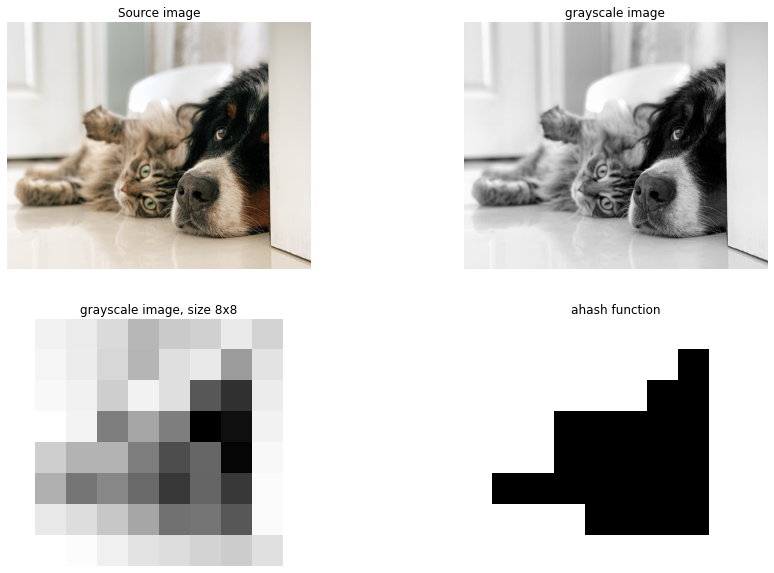 Source image
grayscale image
grayscale image, size 8x8
ahash function